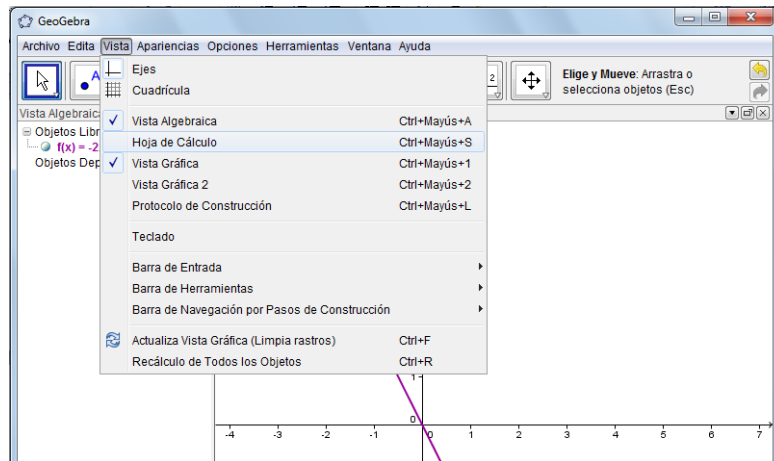 GeoGebra
Archivo Edita Vista Apariencias Opciones Herramientas Ventana Ayuda
A
2
Elige y Mueve: Arrastra o
selecciona objetos (Esc)
Vista Algebraic
Objetos Libr
f(x) = -2
Objetos Dep
Ejes
Cuadrícula
Vista Algebraica Ctrl+Mayús+A
Hoja de Cálculo Ctrl+Mayús+S
Vista Gráfica Ctrl+Mayús+1
Vista Gráfica 2 Ctrl+Mayús+2
Protocolo de Construcción Ctrl+Mayús+L
Teclado
Barra de Entrada
Barra de Herramientas
Barra de Navegación por Pasos de Construcción
Actualiza Vista Gráfica (Limpia rastros) Ctrl+F
Recálculo de Todos los Objetos Ctrl+R
1
0
-4 -3 -2 -1 0 1 2 3 4 5 6 7